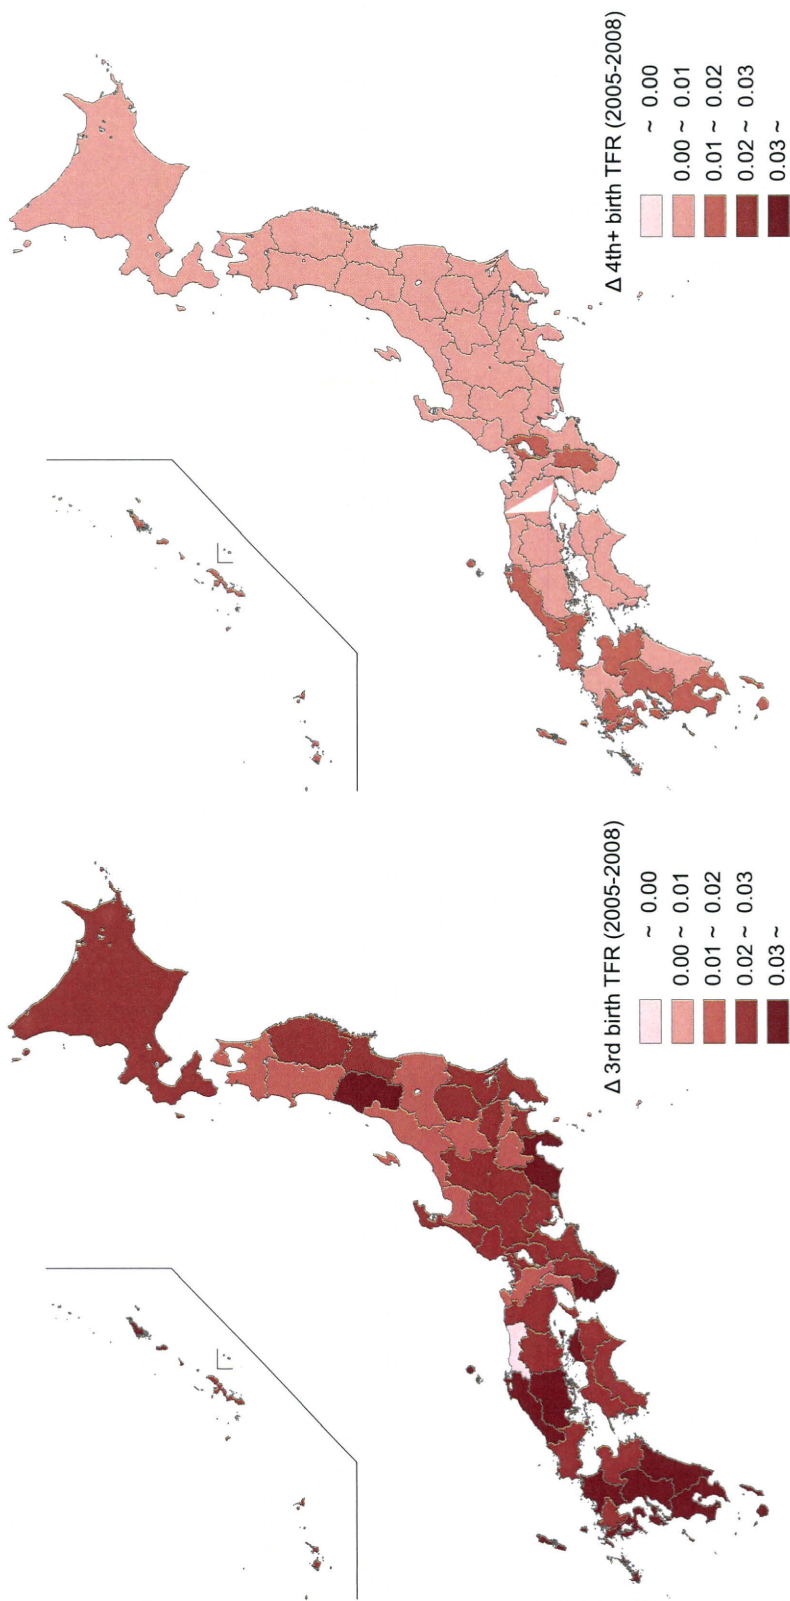 Δ 4th+ birth TFR (2005-2008)
~ 0.00
0.00 ~ 0.01
0.01 ~ 0.02
0.02 ~ 0.03
0.03 ~
Δ 3rd birth TFR (2005-2008)
~ 0.00
0.00 ~ 0.01
0.01 ~ 0.02
0.02 ~ 0.03
0.03 ~